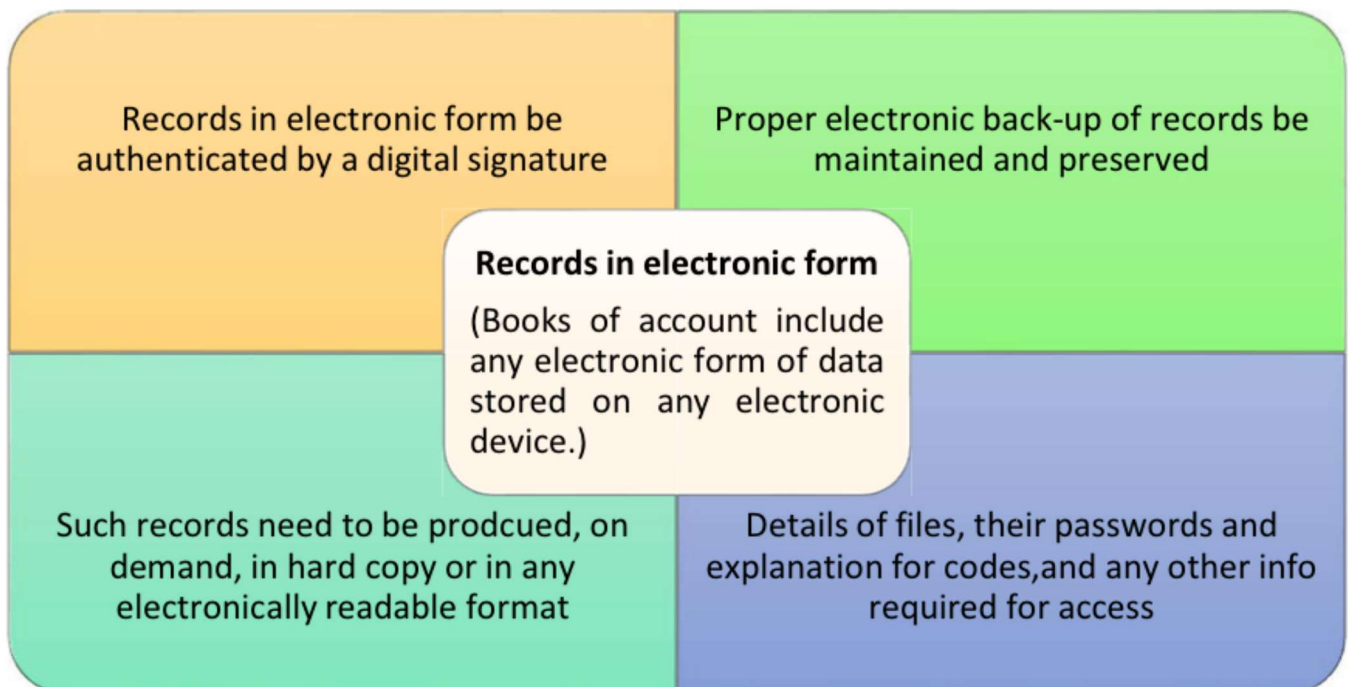 Records in electronic form be
authenticated by a digital signature
Proper electronic back-up of records be
maintained and preserved
Records in electronic form
(Books of account include
any electronic form of data
stored on any electronic
device.)
Such records need to be prodcued, on
demand, in hard copy or in any
electronically readable format
Details of files, their passwords and
explanation for codes,and any other info
required for access